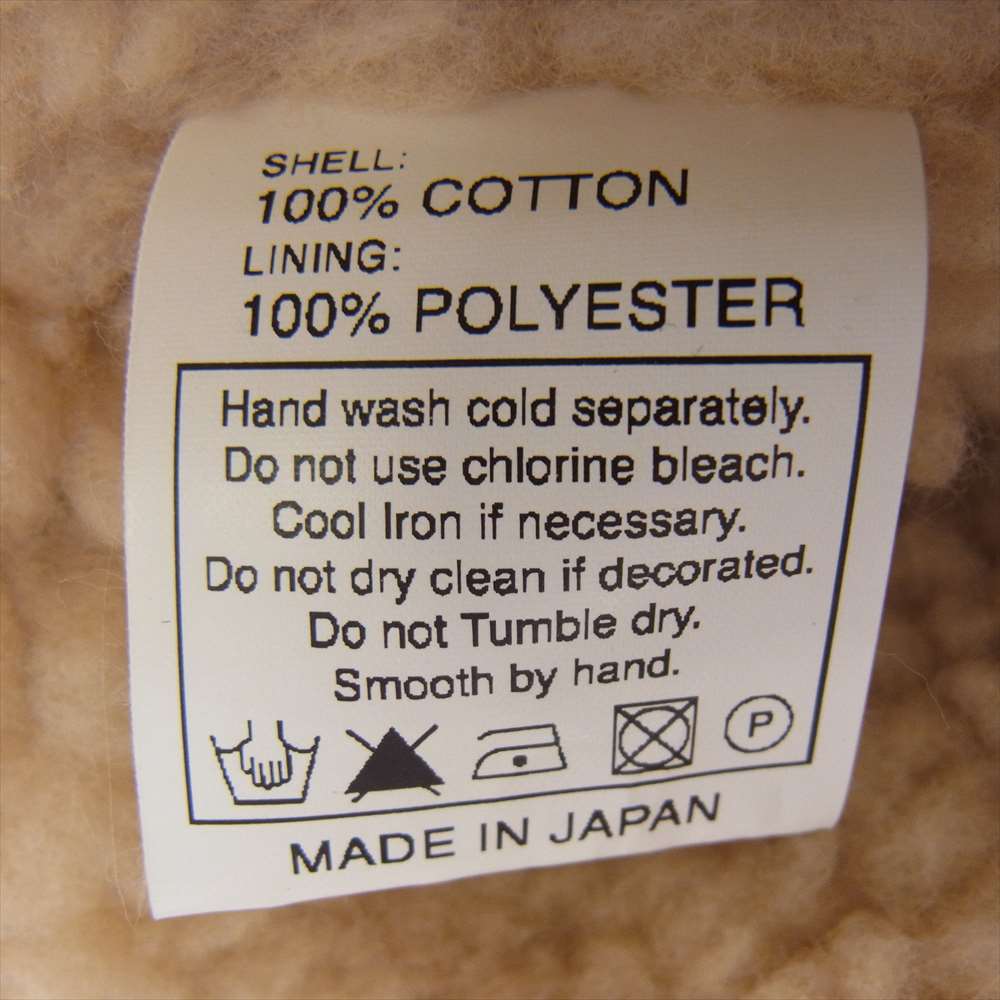 SHELL:
100% COTTON
LINING:
100% POLYESTER
Hand wash cold separately.
Do not use chlorine bleach.
Cool Iron if necessary.
Do not dry clean if decorated.
Do not Tumble dry.
Smooth by hand.
P
MADE IN JAPAN